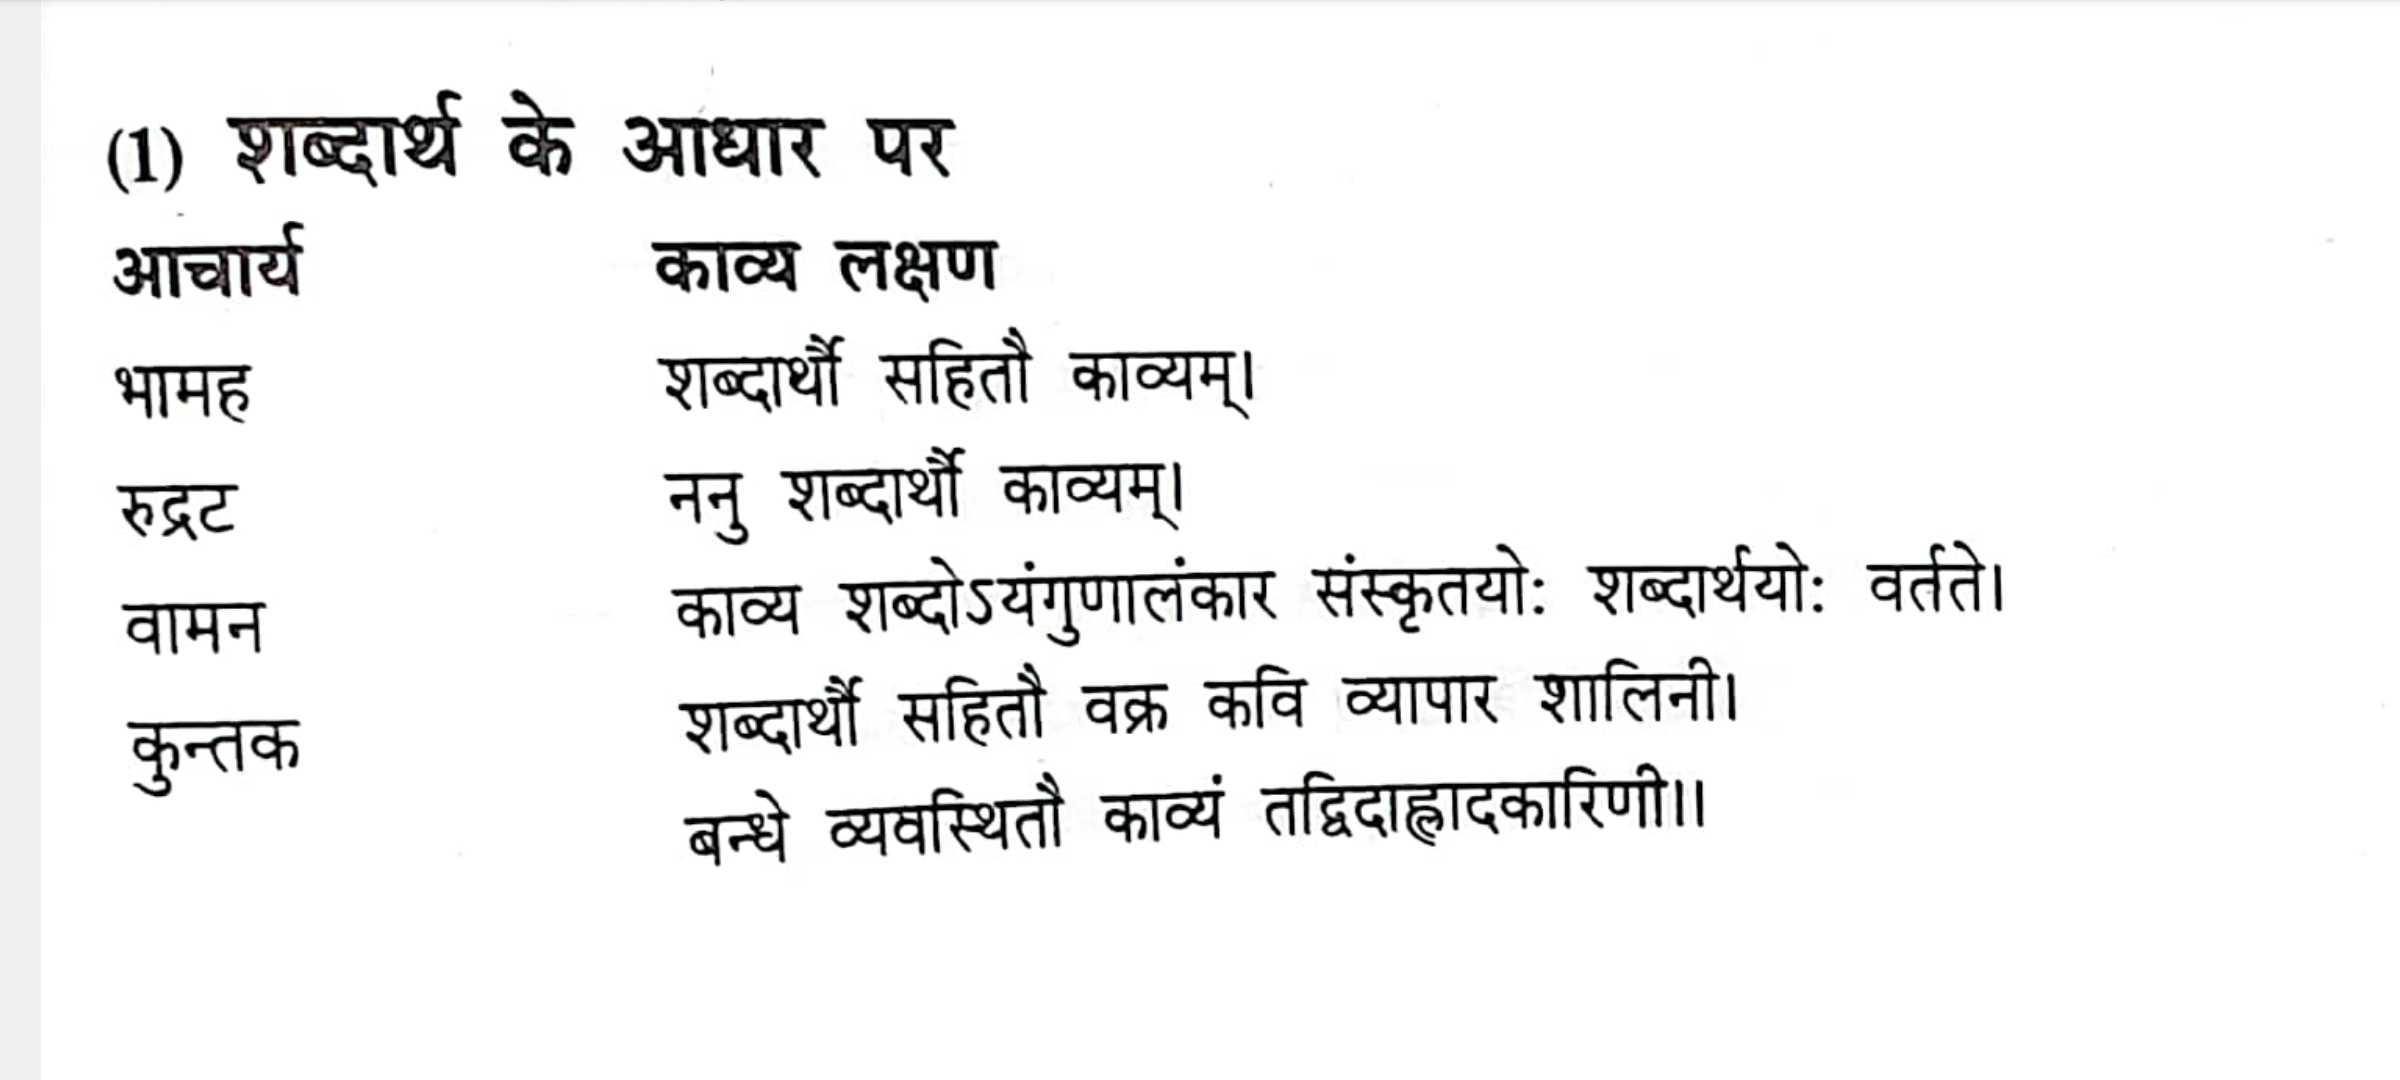 (1) शब्दार्थ के आधार पर
आचार्य काव्य लक्षण
भामह शब्दार्थौ सहितौ काव्यम्।
रुद्रट ननु शब्दार्थौ काव्यम्।
वामन काव्य शब्दोऽयंगुणालंकार संस्कृतयोः शब्दार्थयोः वर्तते।
कुन्तक शब्दार्थौ सहितौ वक्र कवि व्यापार शालिनी।
बन्धे व्यवस्थितौ काव्यं तद्विदाह्लादकारिणी।।